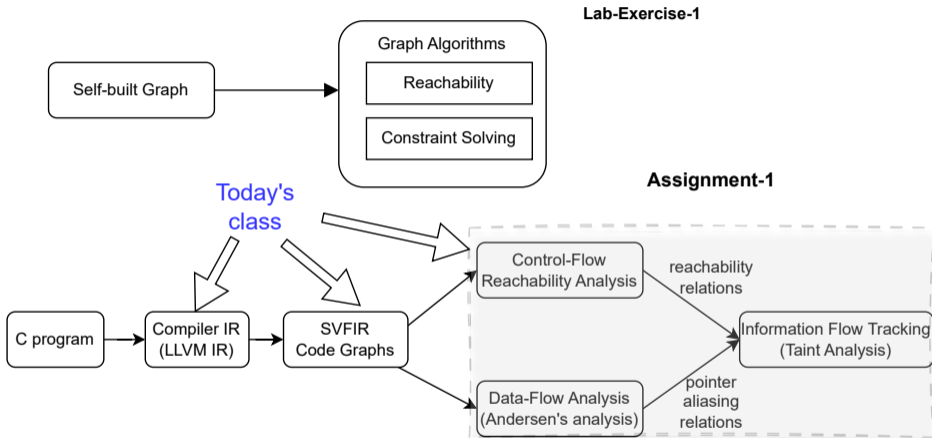 Lab-Exercise-1
Graph Algorithms
Self-built Graph
Reachability
Constraint Solving
Today's
class
Assignment-1
Control-Flow
Reachability Analysis
reachability
relations
C program
Compiler IR
(LLVM IR)
SVFIR
Code Graphs
Information Flow Tracking
(Taint Analysis)
Data-Flow Analysis
(Andersen's analysis)
pointer
aliasing
relations